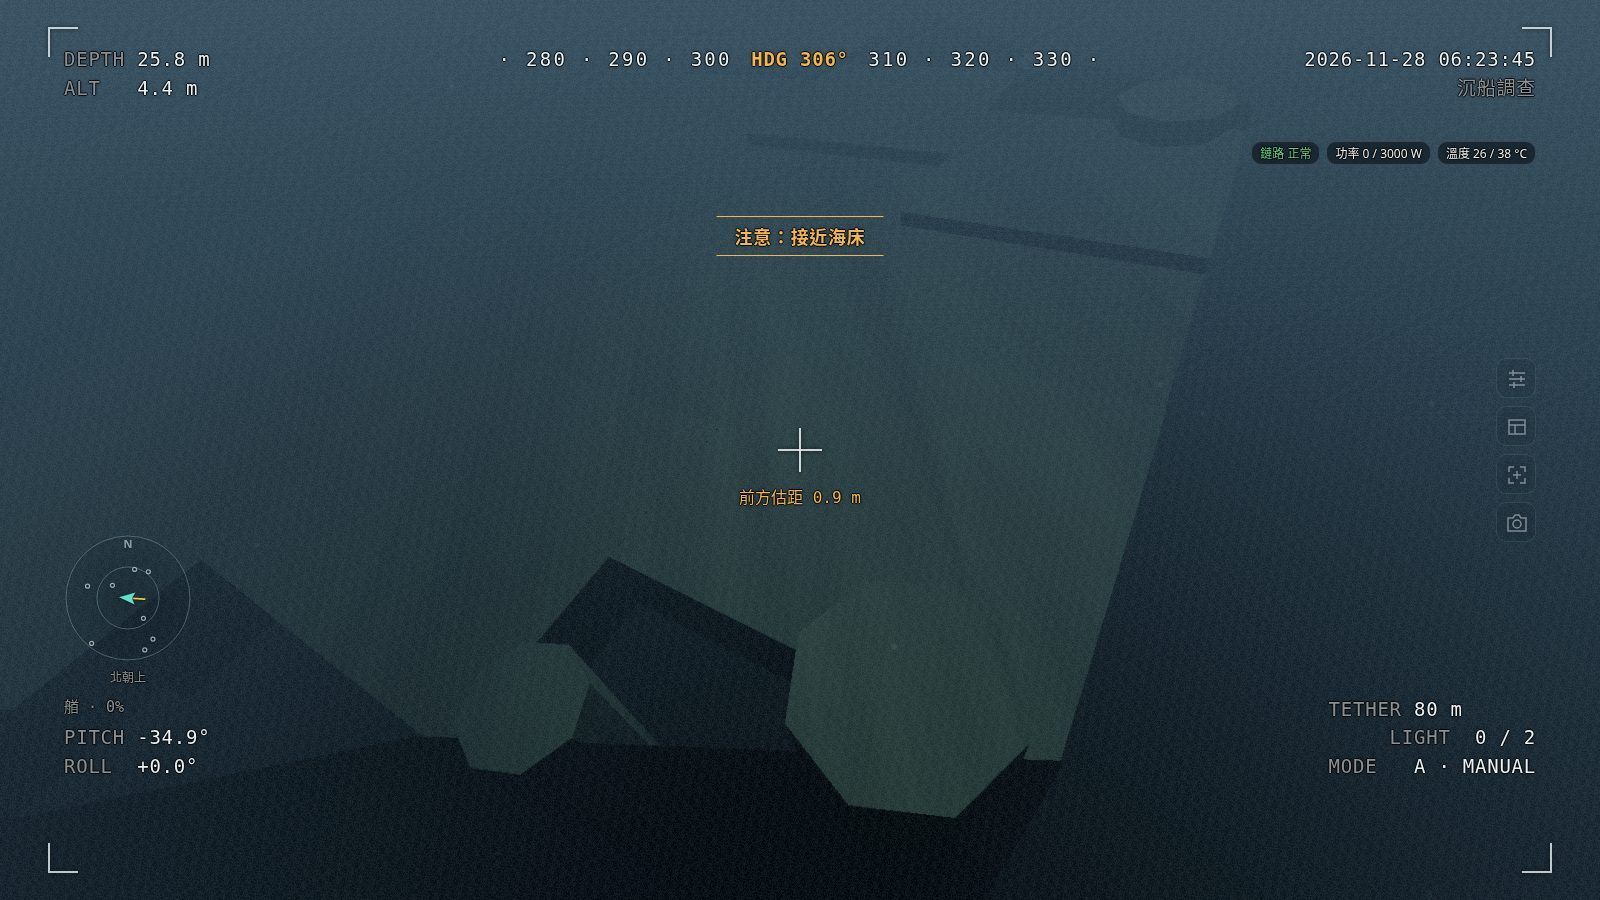 DEPTH 25.8 m
ALT 4.4 m
· 280 · 290 · 300 HDG 306° 310 · 320 · 330 ·
2026-11-28 06:23:45
沉船調查
鏈路 正常
功率 0 / 3000 W
溫度 26 / 38 °C
注意：接近海床
前方估距 0.9 m
N
北朝上
艏 · 0%
PITCH -34.9°
ROLL +0.0°
TETHER 80 m
LIGHT 0 / 2
MODE A · MANUAL